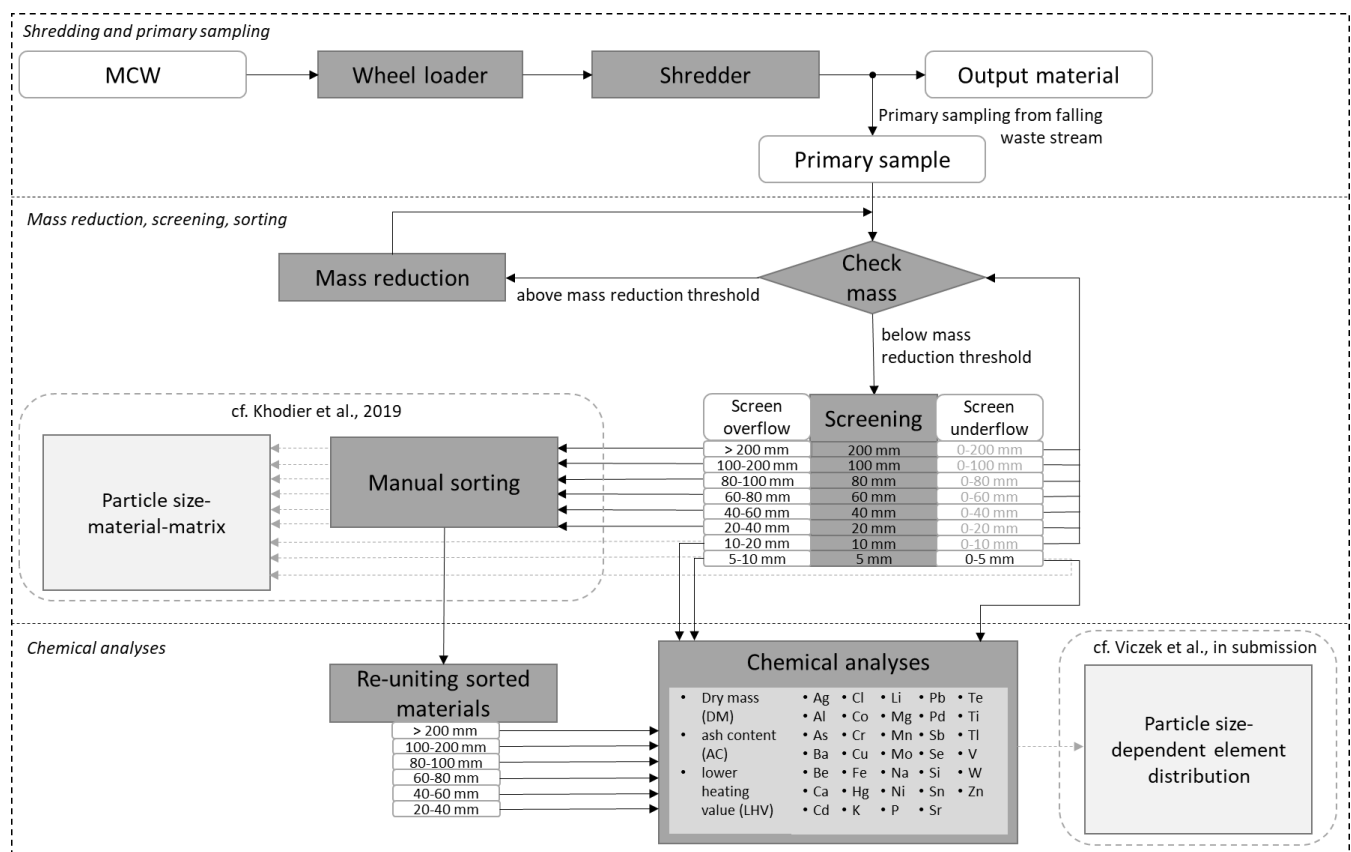 Shredding and primary sampling
MCW
Wheel loader
Shredder
Output material
Primary sampling from falling
waste stream
Primary sample
Mass reduction, screening, sorting
Mass reduction
Check
mass
above mass reduction threshold
below mass
reduction threshold
cf. Khodier et al., 2019
Particle size-
material-matrix
Manual sorting
Screen
overflow
Screening
Screen
underflow
> 200 mm 200 mm 0-200 mm
100-200 mm 100 mm 0-100 mm
80-100 mm 80 mm 0-80 mm
60-80 mm 60 mm 0-60 mm
40-60 mm 40 mm 0-40 mm
20-40 mm 20 mm 0-20 mm
10-20 mm 10 mm 0-10 mm
5-10 mm 5 mm 0-5 mm
Chemical analyses
Re-uniting sorted
materials
> 200 mm
100-200 mm
80-100 mm
60-80 mm
40-60 mm
20-40 mm
Chemical analyses
• Dry mass
(DM)
• ash content
(AC)
• lower
heating
value (LHV)
• Ag • Cl • Li • Pb • Te
• Al • Co • Mg • Pd • Ti
• As • Cr • Mn • Sb • Tl
• Ba • Cu • Mo • Se • V
• Be • Fe • Na • Si • W
• Ca • Hg • Ni • Sn • Zn
• Cd • K • P • Sr
cf. Viczek et al., in submission
Particle size-
dependent element
distribution